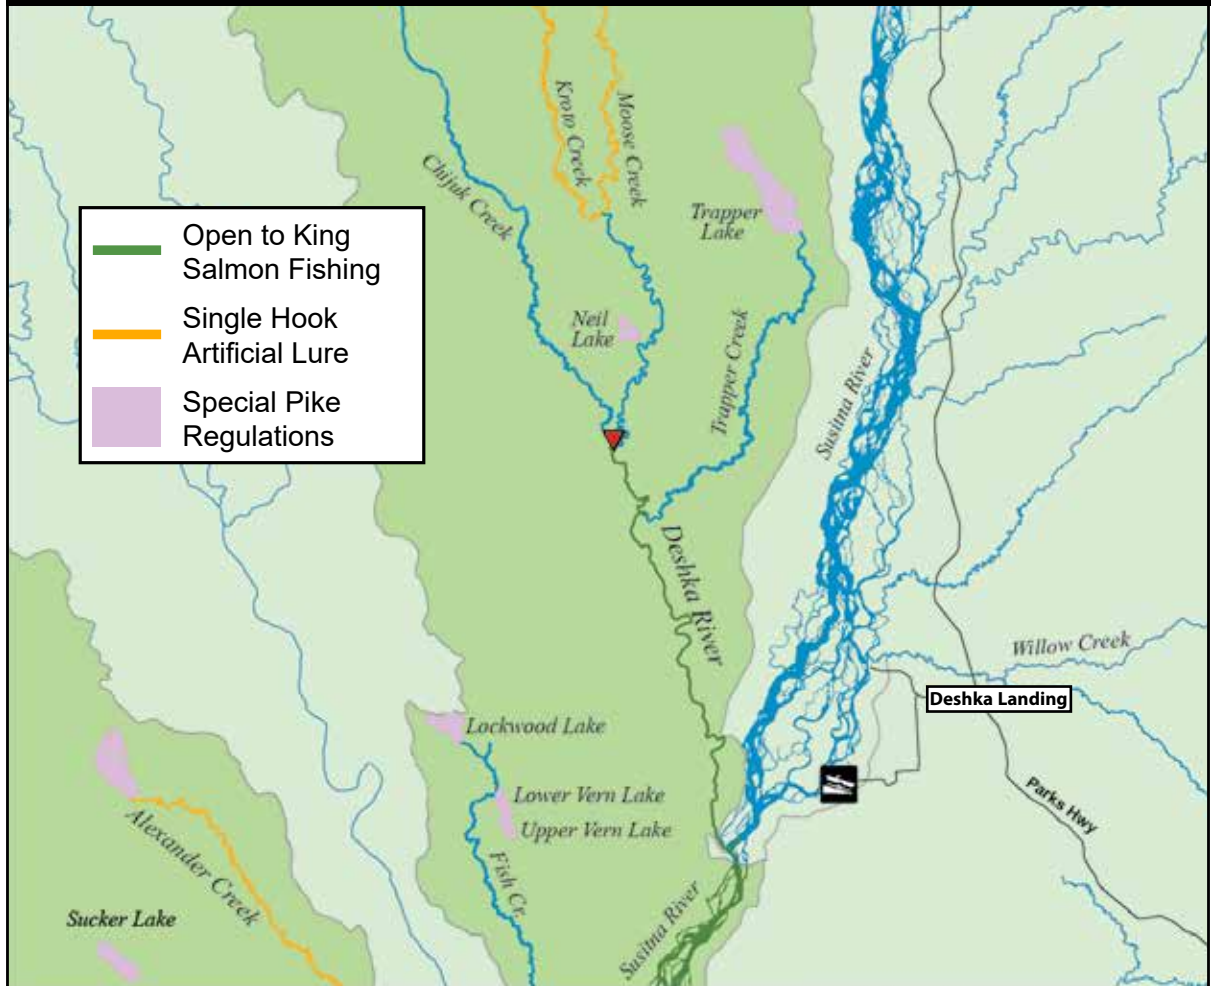 Kroto Creek
Moose Creek
Chijuk Creek
Trapper
Lake
Open to King
Salmon Fishing
Single Hook
Artificial Lure
Special Pike
Regulations
Neil
Lake
Trapper Creek
Susitna River
Deshka River
Willow Creek
Deshka Landing
Lockwood Lake
Lower Vern Lake
Upper Vern Lake
Parks Hwy
Alexander Creek
Fish Cr.
Sucker Lake
Susitna River